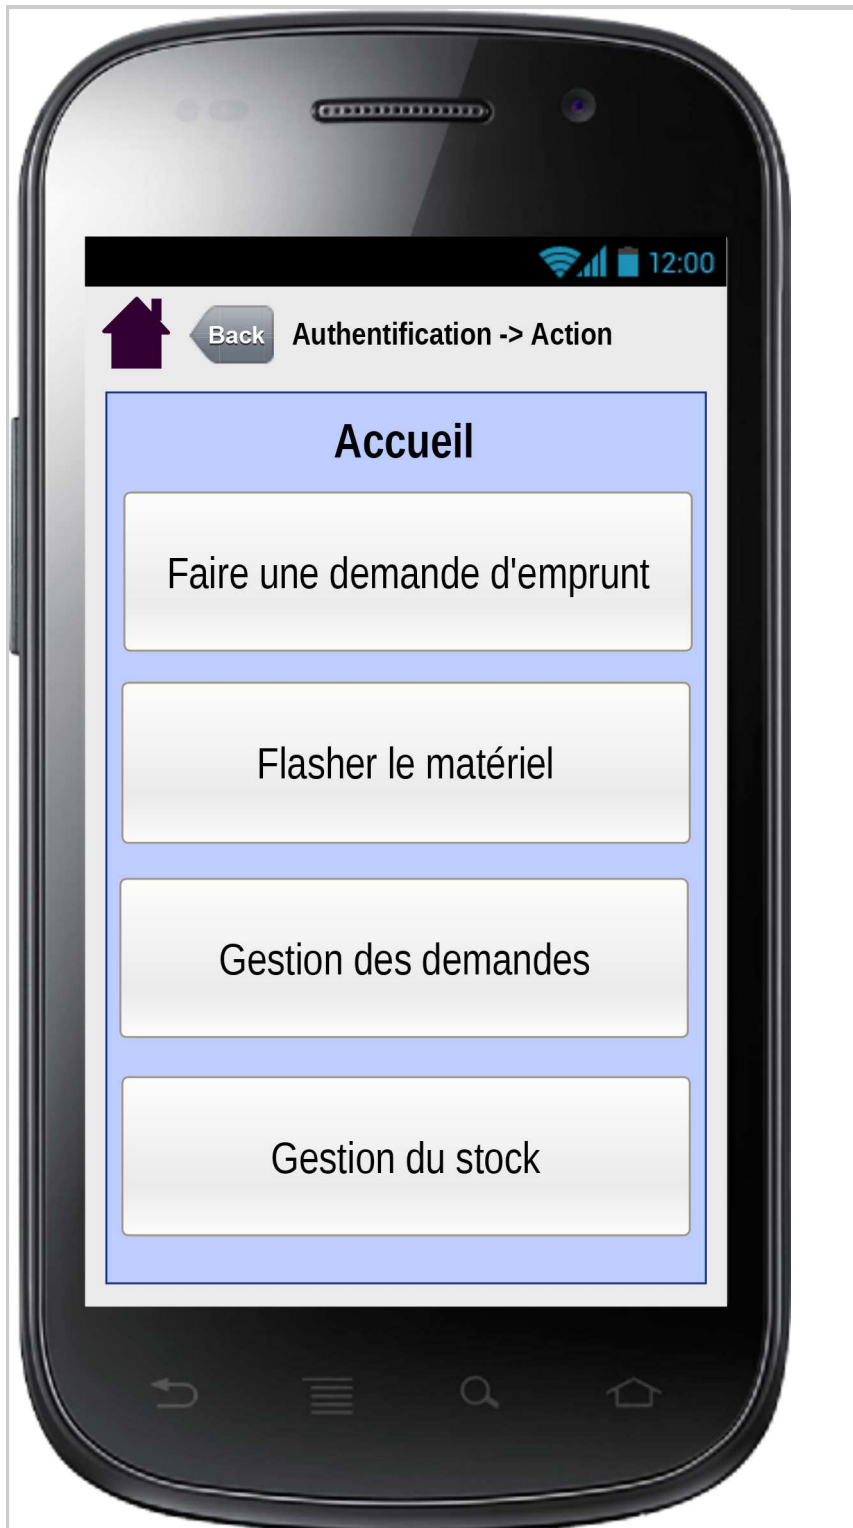 12:00
Back
Authentification -> Action
Accueil
Faire une demande d'emprunt
Flasher le matériel
Gestion des demandes
Gestion du stock